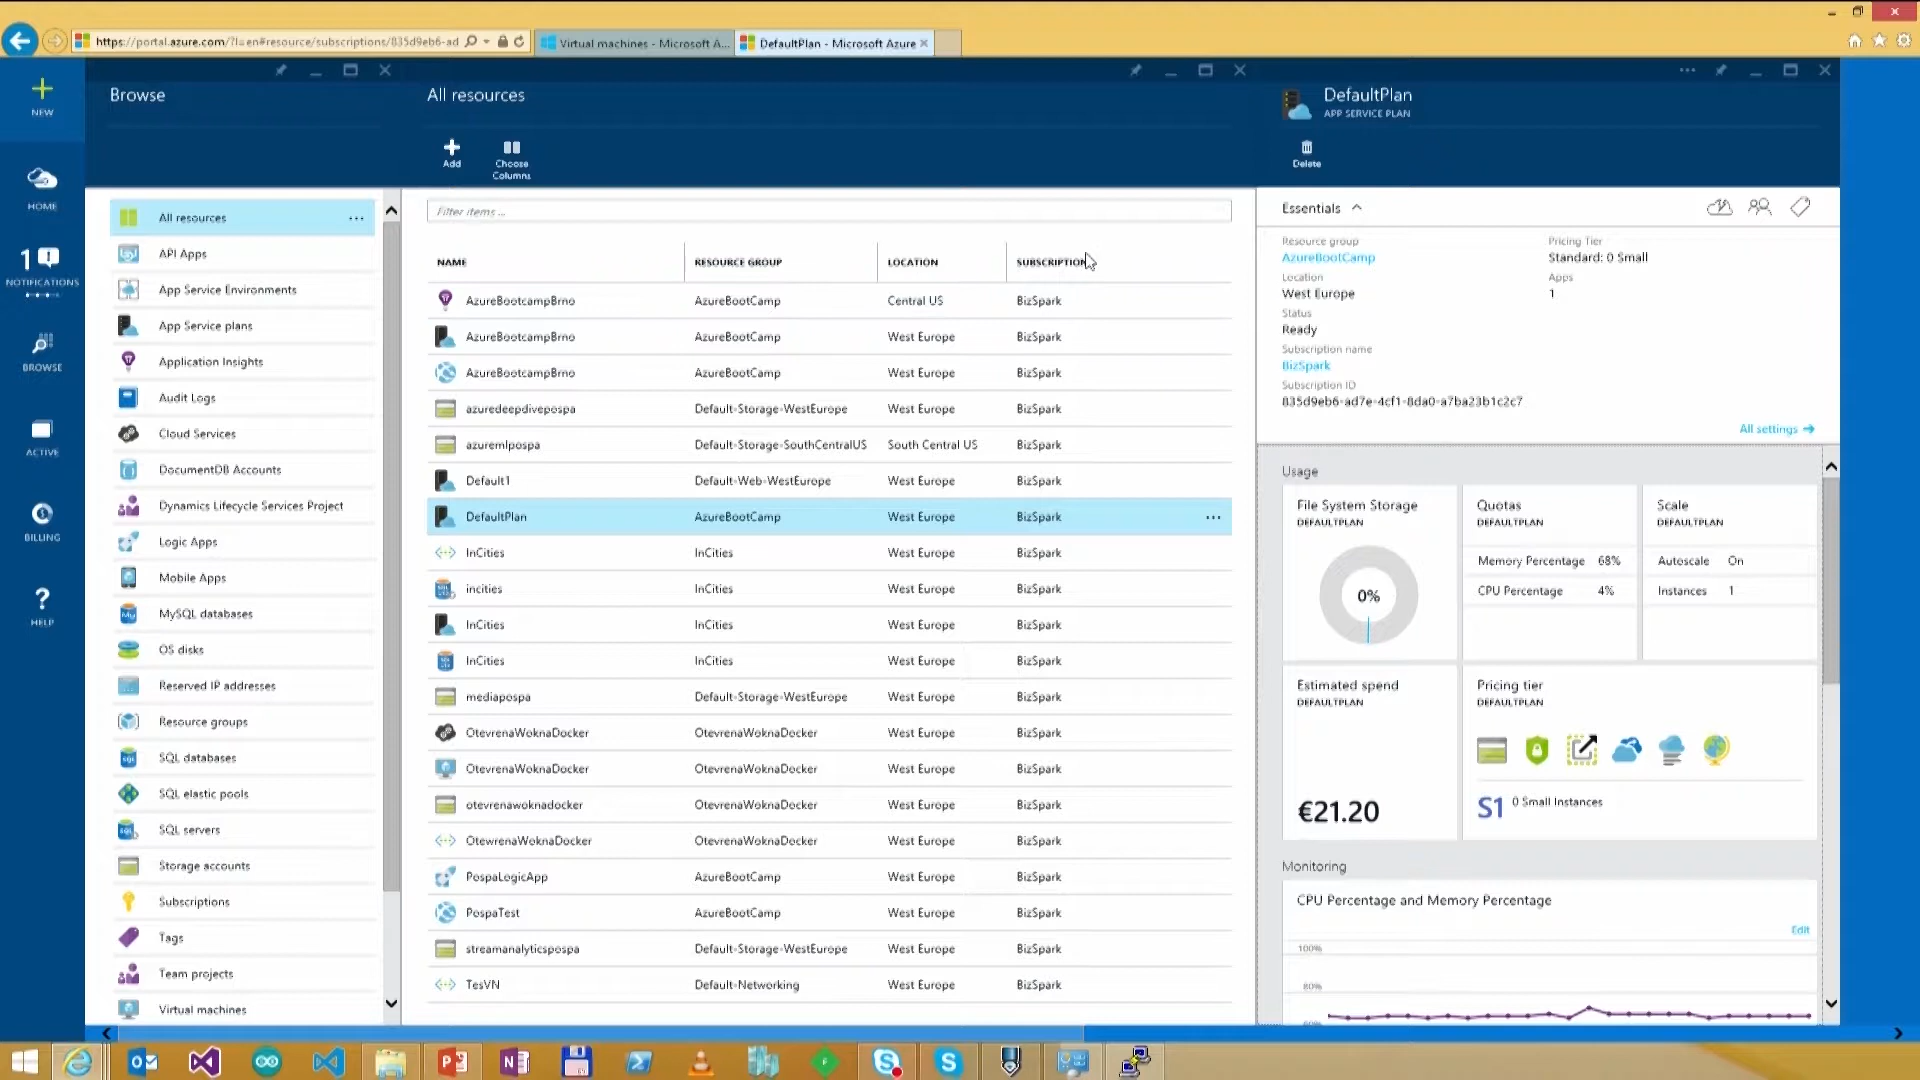 https://portal.azure.com/?l=en#resource/subscriptions/835d9eb6-ad
Virtual machines - Microsoft A...
DefaultPlan - Microsoft Azure
NEW
HOME
1
NOTIFICATIONS
BROWSE
ACTIVE
BILLING
HELP
Browse
All resources
API Apps
App Service Environments
App Service plans
Application Insights
Audit Logs
Cloud Services
DocumentDB Accounts
Dynamics Lifecycle Services Project
Logic Apps
Mobile Apps
MySQL databases
OS disks
Reserved IP addresses
Resource groups
SQL databases
SQL elastic pools
SQL servers
Storage accounts
Subscriptions
Tags
Team projects
Virtual machines
All resources
Add
Choose Columns
Filter items ...
NAME RESOURCE GROUP LOCATION SUBSCRIPTION
AzureBootcampBrno AzureBootCamp Central US BizSpark
AzureBootcampBrno AzureBootCamp West Europe BizSpark
AzureBootcampBrno AzureBootCamp West Europe BizSpark
azuredeepdivepospa Default-Storage-WestEurope West Europe BizSpark
azuremlpospa Default-Storage-SouthCentralUS South Central US BizSpark
Default1 Default-Web-WestEurope West Europe BizSpark
DefaultPlan AzureBootCamp West Europe BizSpark
InCities InCities West Europe BizSpark
incities InCities West Europe BizSpark
InCities InCities West Europe BizSpark
InCities InCities West Europe BizSpark
mediapospa Default-Storage-WestEurope West Europe BizSpark
OtevrenaWoknaDocker OtevrenaWoknaDocker West Europe BizSpark
OtevrenaWoknaDocker OtevrenaWoknaDocker West Europe BizSpark
otevrenawoknadocker OtevrenaWoknaDocker West Europe BizSpark
OtewrenaWoknaDocker OtevrenaWoknaDocker West Europe BizSpark
PospaLogicApp AzureBootCamp West Europe BizSpark
PospaTest AzureBootCamp West Europe BizSpark
streamanalyticspospa Default-Storage-WestEurope West Europe BizSpark
TesVN Default-Networking West Europe BizSpark
DefaultPlan
APP SERVICE PLAN
Delete
Essentials
Resource group
AzureBootCamp
Location
West Europe
Status
Ready
Subscription name
BizSpark
Subscription ID
835d9eb6-ad7e-4cf1-8da0-a7ba23b1c2c7
Pricing Tier
Standard: 0 Small
Apps
1
All settings
Usage
File System Storage
DEFAULTPLAN
0%
Quotas
DEFAULTPLAN
Memory Percentage 68%
CPU Percentage 4%
Scale
DEFAULTPLAN
Autoscale On
Instances 1
Estimated spend
DEFAULTPLAN
€21.20
Pricing tier
DEFAULTPLAN
S1 0 Small Instances
Monitoring
CPU Percentage and Memory Percentage
Edit
100%
80%
60%